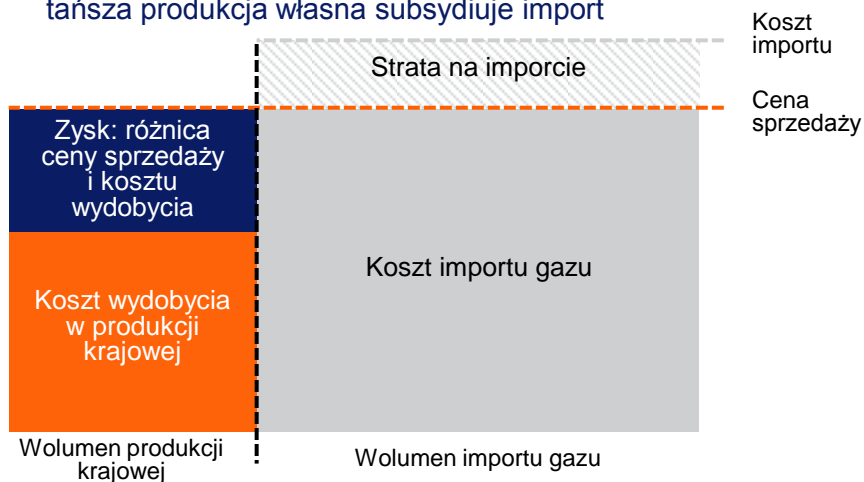 tańsza produkcja własna subsydiuje import
Koszt
importu
Strata na imporcie
Cena
sprzedaży
Zysk: różnica
ceny sprzedaży
i kosztu
wydobycia
Koszt importu gazu
Koszt wydobycia
w produkcji
krajowej
Wolumen produkcji
krajowej
Wolumen importu gazu